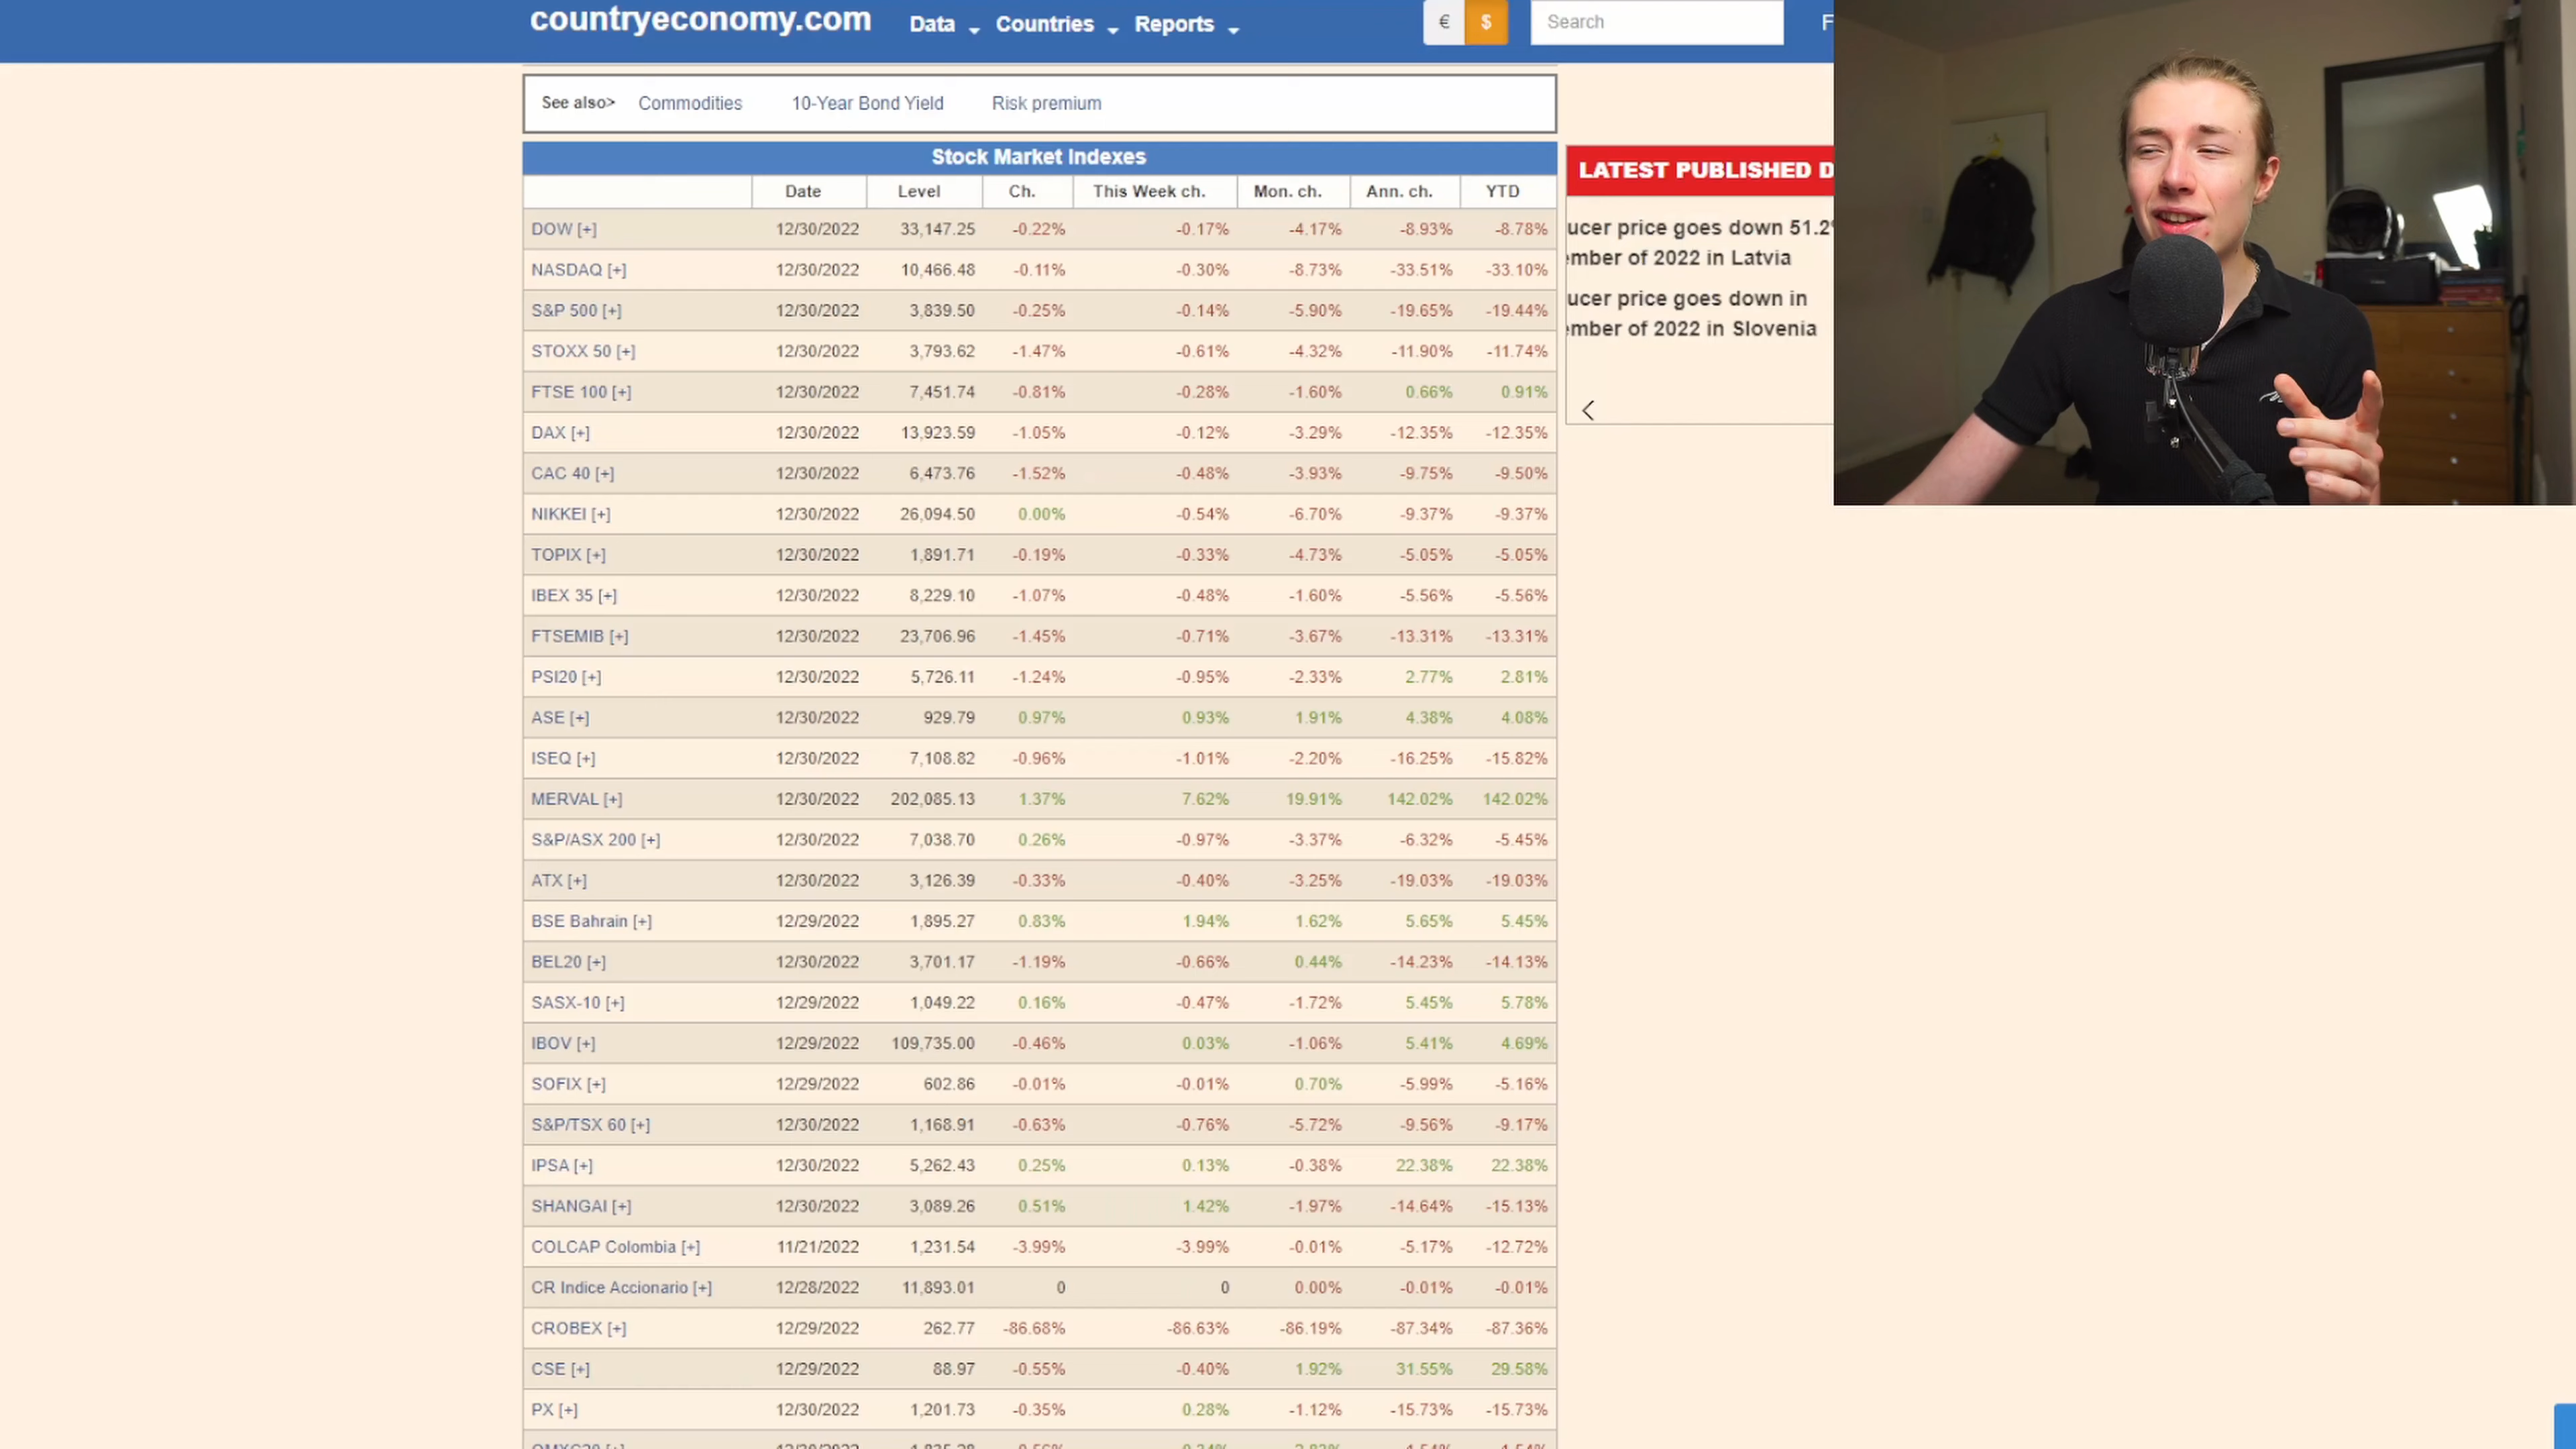 countryeconomy.com Data Countries Reports € $ Search
See also> Commodities 10-Year Bond Yield Risk premium
Stock Market Indexes
Date Level Ch. This Week ch. Mon. ch. Ann. ch. YTD
DOW [+] 12/30/2022 33,147.25 -0.22% -0.17% -4.17% -8.93% -8.78%
NASDAQ [+] 12/30/2022 10,466.48 -0.11% -0.30% -8.73% -33.51% -33.10%
S&P 500 [+] 12/30/2022 3,839.50 -0.25% -0.14% -5.90% -19.65% -19.44%
STOXX 50 [+] 12/30/2022 3,793.62 -1.47% -0.61% -4.32% -11.90% -11.74%
FTSE 100 [+] 12/30/2022 7,451.74 -0.81% -0.28% -1.60% 0.66% 0.91%
DAX [+] 12/30/2022 13,923.59 -1.05% -0.12% -3.29% -12.35% -12.35%
CAC 40 [+] 12/30/2022 6,473.76 -1.52% -0.48% -3.93% -9.75% -9.50%
NIKKEI [+] 12/30/2022 26,094.50 0.00% -0.54% -6.70% -9.37% -9.37%
TOPIX [+] 12/30/2022 1,891.71 -0.19% -0.33% -4.73% -5.05% -5.05%
IBEX 35 [+] 12/30/2022 8,229.10 -1.07% -0.48% -1.60% -5.56% -5.56%
FTSEMIB [+] 12/30/2022 23,706.96 -1.45% -0.71% -3.67% -13.31% -13.31%
PSI20 [+] 12/30/2022 5,726.11 -1.24% -0.95% -2.33% 2.77% 2.81%
ASE [+] 12/30/2022 929.79 0.97% 0.93% 1.91% 4.38% 4.08%
ISEQ [+] 12/30/2022 7,108.82 -0.96% -1.01% -2.20% -16.25% -15.82%
MERVAL [+] 12/30/2022 202,085.13 1.37% 7.62% 19.91% 142.02% 142.02%
S&P/ASX 200 [+] 12/30/2022 7,038.70 0.26% -0.97% -3.37% -6.32% -5.45%
ATX [+] 12/30/2022 3,126.39 -0.33% -0.40% -3.25% -19.03% -19.03%
BSE Bahrain [+] 12/29/2022 1,895.27 0.83% 1.94% 1.62% 5.65% 5.45%
BEL20 [+] 12/30/2022 3,701.17 -1.19% -0.66% 0.44% -14.23% -14.13%
SASX-10 [+] 12/29/2022 1,049.22 0.16% -0.47% -1.72% 5.45% 5.78%
IBOV [+] 12/29/2022 109,735.00 -0.46% 0.03% -1.06% 5.41% 4.69%
SOFIX [+] 12/29/2022 602.86 -0.01% -0.01% 0.70% -5.99% -5.16%
S&P/TSX 60 [+] 12/30/2022 1,168.91 -0.63% -0.76% -5.72% -9.56% -9.17%
IPSA [+] 12/30/2022 5,262.43 0.25% 0.13% -0.38% 22.38% 22.38%
SHANGAI [+] 12/30/2022 3,089.26 0.51% 1.42% -1.97% -14.64% -15.13%
COLCAP Colombia [+] 11/21/2022 1,231.54 -3.99% -3.99% -0.01% -5.17% -12.72%
CR Indice Accionario [+] 12/28/2022 11,893.01 0 0 0.00% -0.01% -0.01%
CROBEX [+] 12/29/2022 262.77 -86.68% -86.63% -86.19% -87.34% -87.36%
CSE [+] 12/29/2022 88.97 -0.55% -0.40% 1.92% 31.55% 29.58%
PX [+] 12/30/2022 1,201.73 -0.35% 0.28% -1.12% -15.73% -15.73%
LATEST PUBLISHED
ucer price goes down 51.2
mber of 2022 in Latvia
ucer price goes down in
mber of 2022 in Slovenia